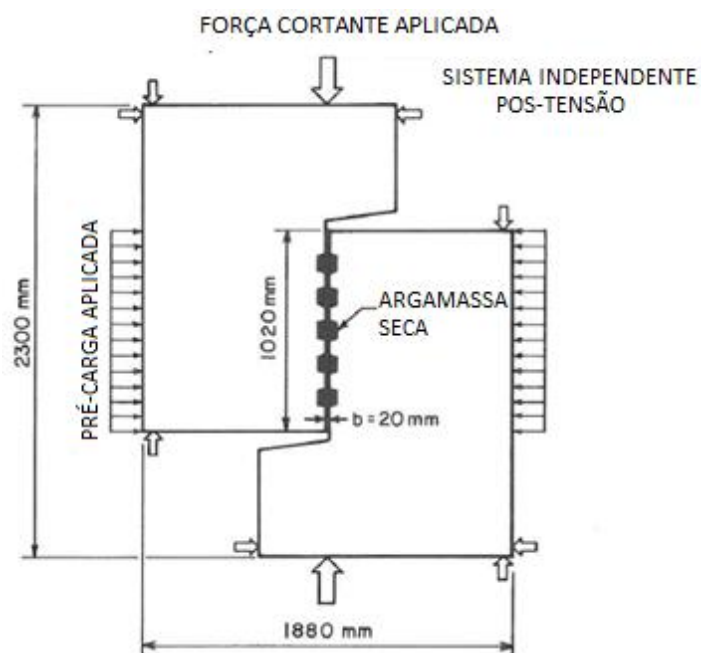 FORÇA CORTANTE APLICADA
SISTEMA INDEPENDENTE
POS-TENSÃO
2300 mm
PRÉ-CARGA APLICADA
1020 mm
ARGAMASSA
SECA
b = 20 mm
1880 mm